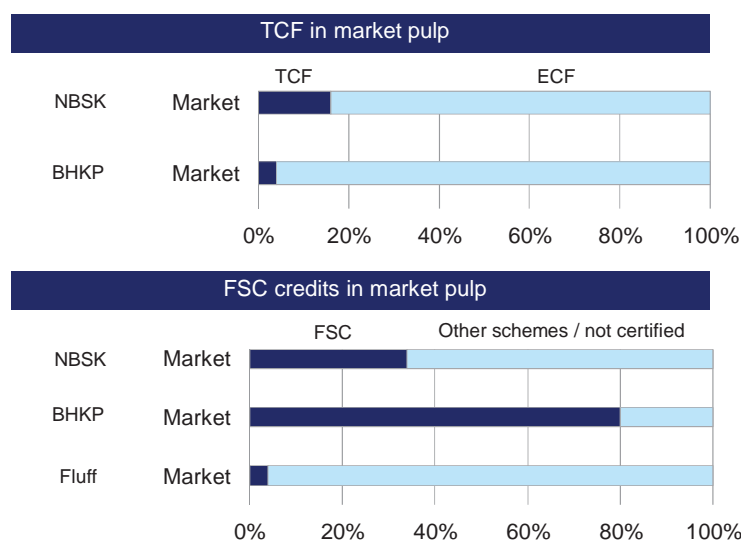 TCF in market pulp
TCF ECF
NBSK Market
BHKP Market
0% 20% 40% 60% 80% 100%
FSC credits in market pulp
FSC Other schemes / not certified
NBSK Market
BHKP Market
Fluff Market
0% 20% 40% 60% 80% 100%